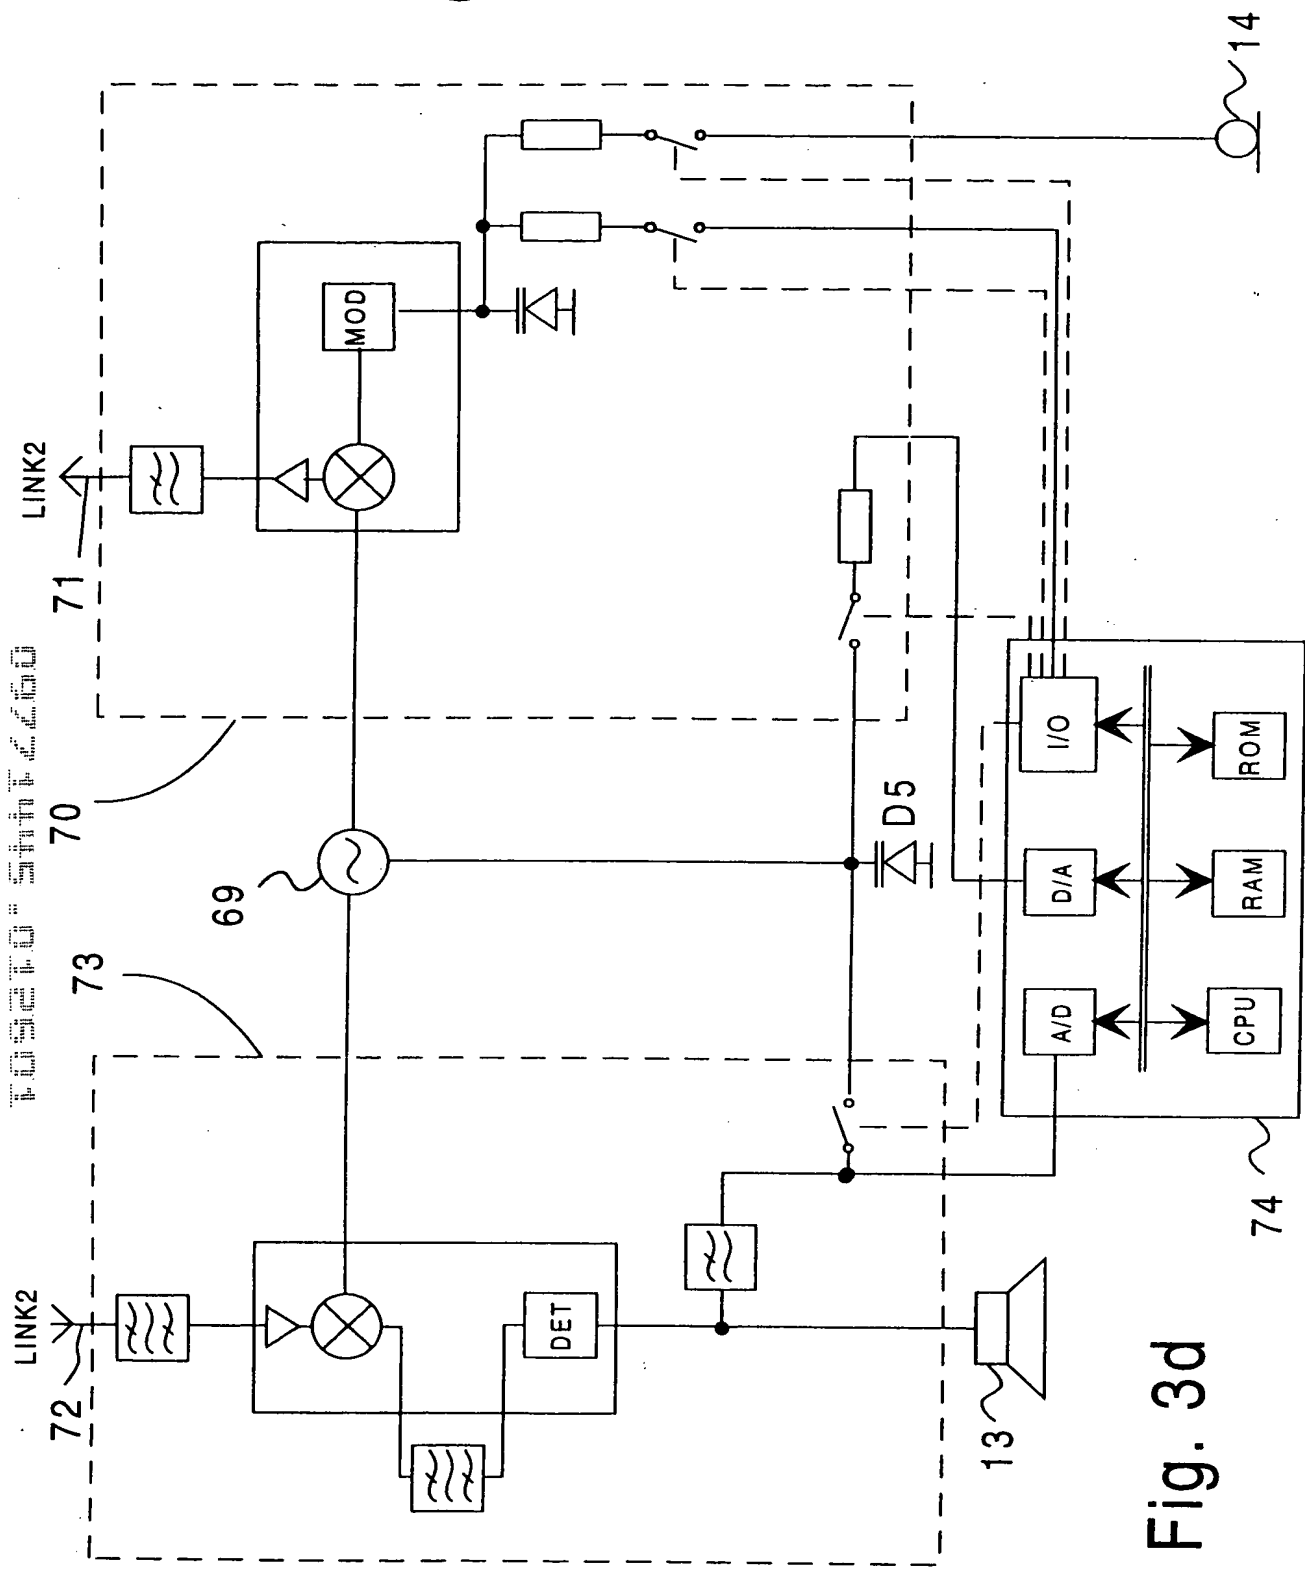 LINK2
72
73
69
70
LINK2
71
MOD
DET
D5
13
74
A/D
D/A
I/O
CPU
RAM
ROM
14
Fig. 3d